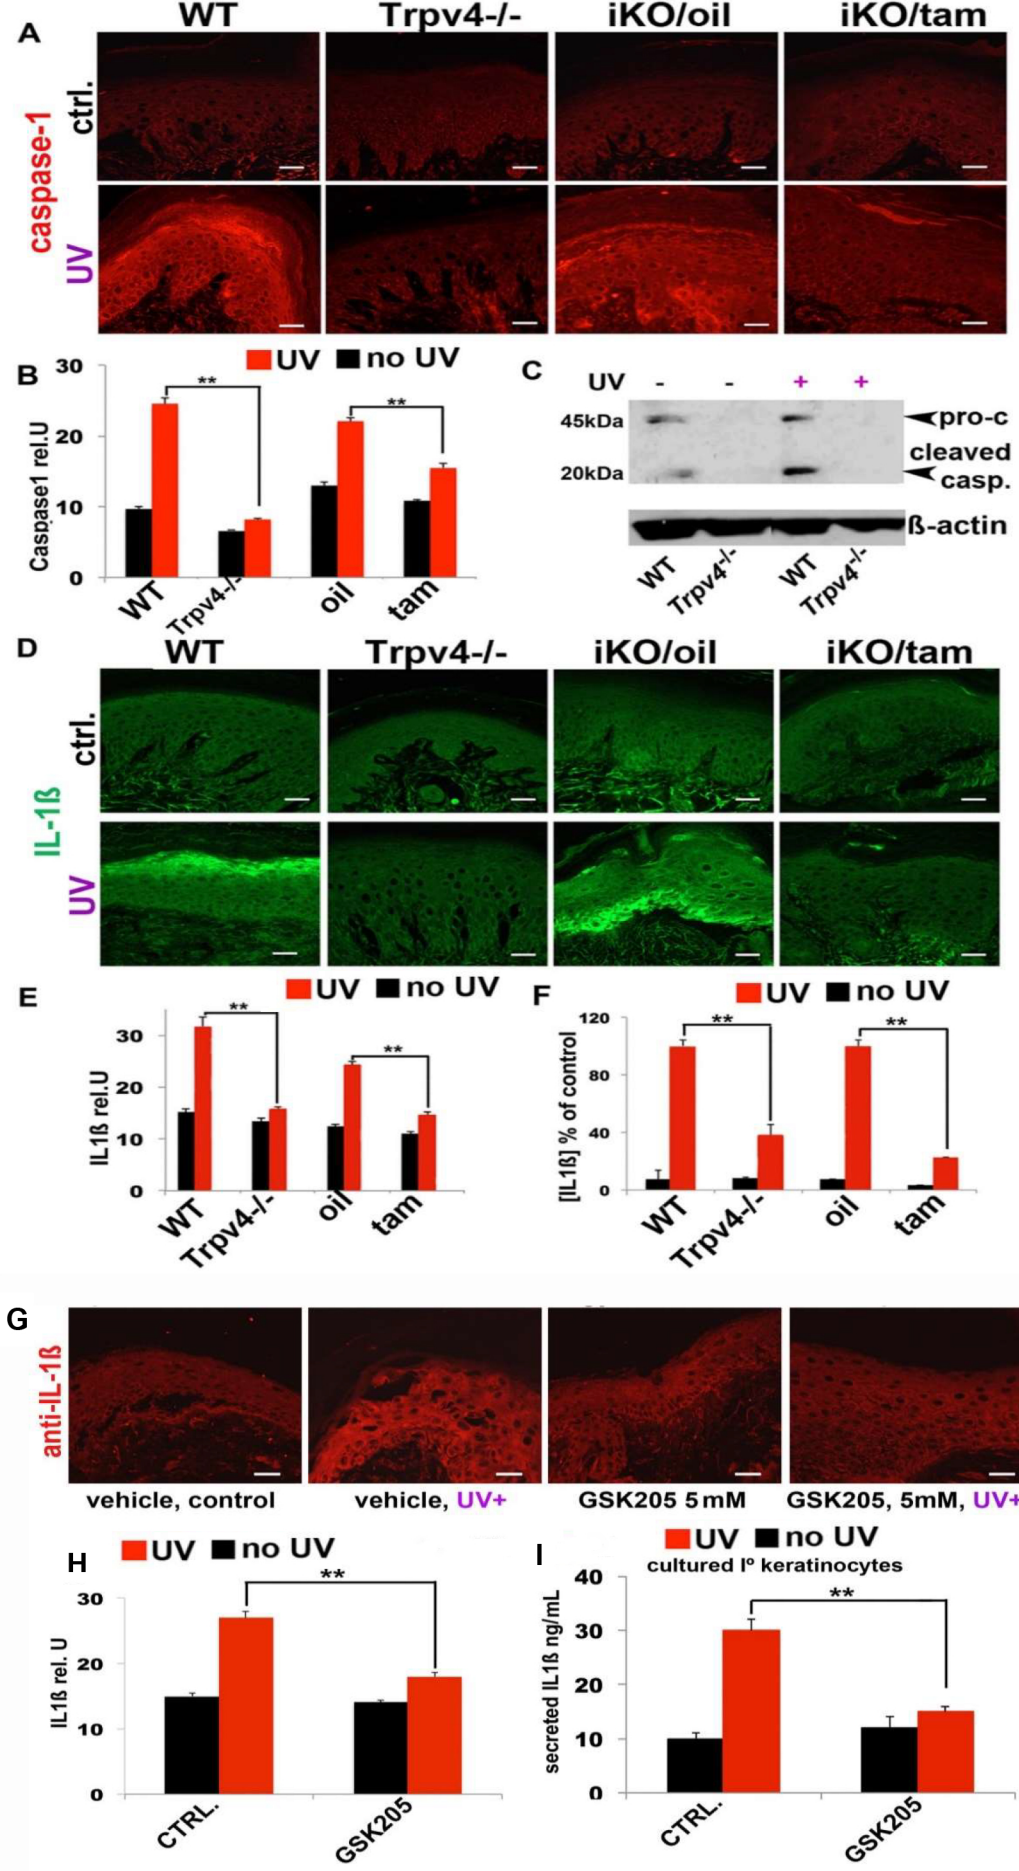 WT Trpv4-/- iKO/oil iKO/tam
A
caspase-1
ctrl.
UV
B
UV no UV
30
20
10
0
Caspase1 rel.U
WT Trpv4-/- oil tam
**
**
C
UV - - + +
45kDa
20kDa
pro-c
cleaved
casp.
ß-actin
WT Trpv4-/- WT Trpv4-/-
D
WT Trpv4-/- iKO/oil iKO/tam
IL-1ß
ctrl.
UV
E
UV no UV
**
**
30
20
10
0
IL1ß rel.U
WT Trpv4-/- oil tam
F
UV no UV
**
**
120
80
40
0
[IL1ß] % of control
WT Trpv4-/- oil tam
G
anti-IL-1ß
vehicle, control
vehicle, UV+
GSK205 5mM
GSK205, 5mM, UV+
H
UV no UV
**
30
20
10
0
IL1ß rel. U
CTRL. GSK205
I
UV no UV
cultured Iº keratinocytes
**
40
30
20
10
0
secreted IL1ß ng/mL
CTRL. GSK205